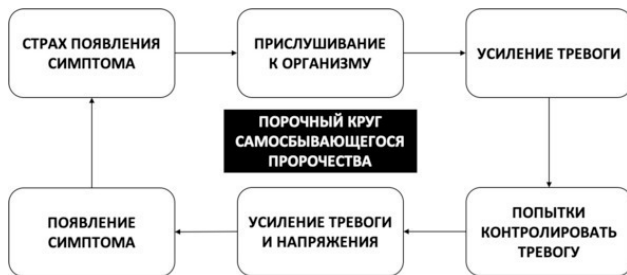 СТРАХ ПОЯВЛЕНИЯ
СИМПТОМА
ПРИСЛУШИВАНИЕ
К ОРГАНИЗМУ
УСИЛЕНИЕ ТРЕВОГИ
ПОРОЧНЫЙ КРУГ
САМОСБЫВАЮЩЕГОСЯ
ПРОРОЧЕСТВА
ПОЯВЛЕНИЕ
СИМПТОМА
УСИЛЕНИЕ ТРЕВОГИ
И НАПРЯЖЕНИЯ
ПОПЫТКИ
КОНТРОЛИРОВАТЬ
ТРЕВОГУ